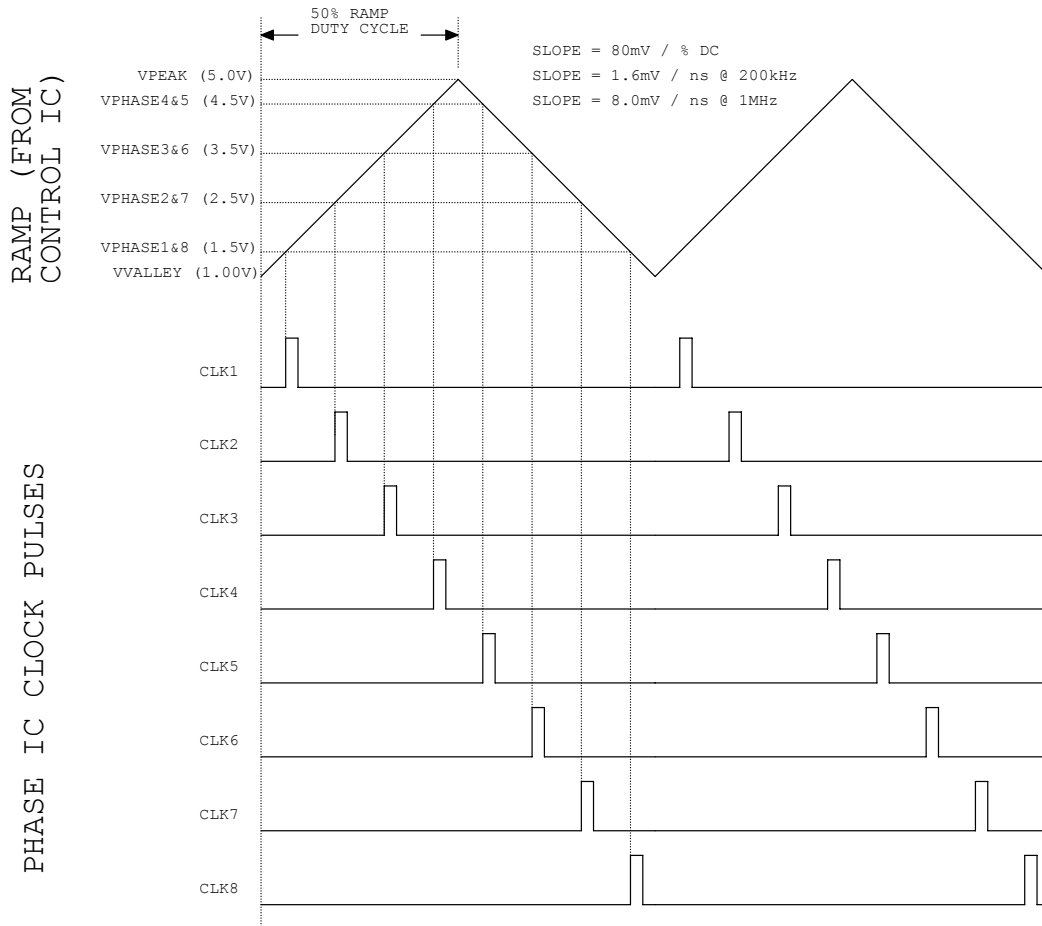 50% RAMP
DUTY CYCLE
SLOPE = 80mV / % DC
SLOPE = 1.6mV / ns @ 200kHz
SLOPE = 8.0mV / ns @ 1MHz
RAMP (FROM
CONTROL IC)
VPEAK (5.0V)
VPHASE4&5 (4.5V)
VPHASE3&6 (3.5V)
VPHASE2&7 (2.5V)
VPHASE1&8 (1.5V)
VVALLEY (1.00V)
PHASE IC CLOCK PULSES
CLK1
CLK2
CLK3
CLK4
CLK5
CLK6
CLK7
CLK8